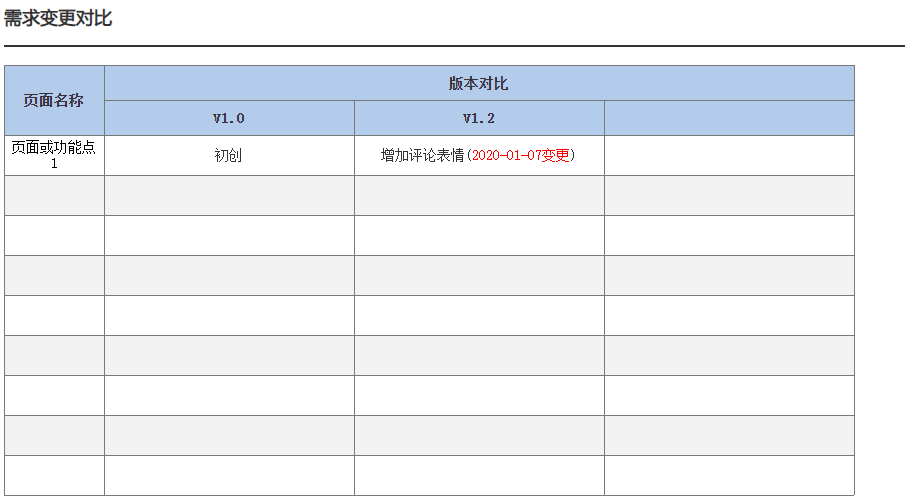 需求变更对比
页面名称
版本对比
V1.0
V1.2
页面或功能点
1
初创
增加评论表情(2020-01-07变更)